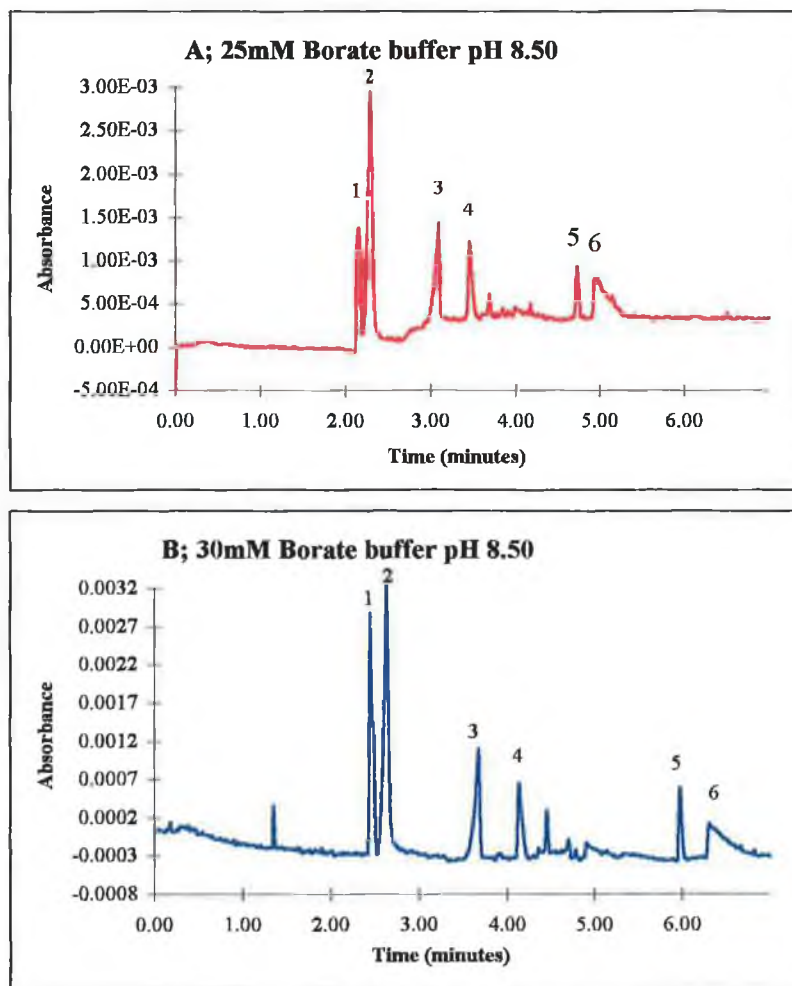 A; 25mM Borate buffer pH 8.50
2
3.00E-03
2.50E-03
2.00E-03
1 3 4
1.50E-03
5 6
1.00E-03
5.00E-04
0.00E+00
-5.00E-04
Absorbance
0.00 1.00 2.00 3.00 4.00 5.00 6.00
Time (minutes)
B; 30mM Borate buffer pH 8.50
2
1
0.0032
0.0027
0.0022
0.0017
3
0.0012
4 5
0.0007
6
0.0002
-0.0003
-0.0008
Absorbance
0.00 1.00 2.00 3.00 4.00 5.00 6.00
Time (minutes)